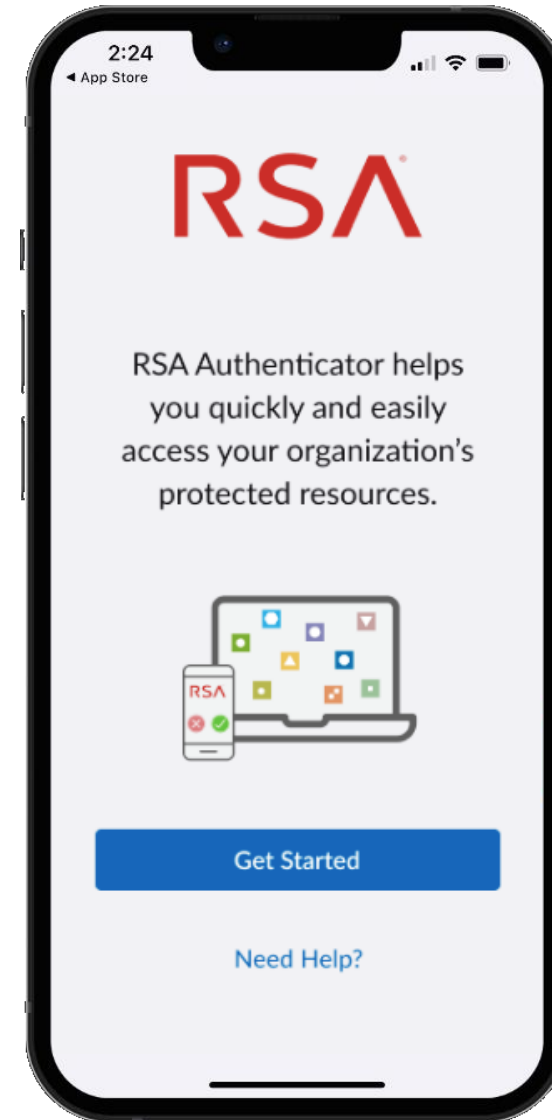 2:24
◀ App Store
RSA®
RSA Authenticator helps
you quickly and easily
access your organization's
protected resources.
RSA
Get Started
Need Help?